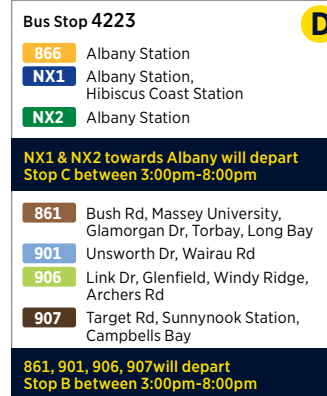 Bus Stop 4223
D
866 Albany Station
NX1 Albany Station,
Hibiscus Coast Station
NX2 Albany Station
NX1 & NX2 towards Albany will depart
Stop C between 3:00pm-8:00pm
861 Bush Rd, Massey University,
Glamorgan Dr, Torbay, Long Bay
901 Unsworth Dr, Wairau Rd
906 Link Dr, Glenfield, Windy Ridge,
Archers Rd
907 Target Rd, Sunnynook Station,
Campbells Bay
861, 901, 906, 907will depart
Stop B between 3:00pm-8:00pm